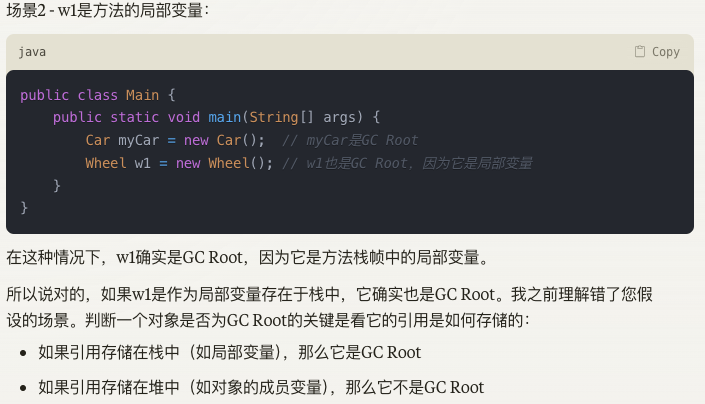 场景2 - w1是方法的局部变量：
java
Copy
public class Main {
public static void main(String[] args) {
Car myCar = new Car();  // myCar是GC Root
Wheel w1 = new Wheel(); // w1也是GC Root，因为它是局部变量
}
}
在这种情况下，w1确实是GC Root，因为它是方法栈帧中的局部变量。
所以说对的，如果w1是作为局部变量存在于栈中，它确实也是GC Root。我之前理解错了您假
设的场景。判断一个对象是否为GC Root的关键是看它的引用是如何存储的：
• 如果引用存储在栈中（如局部变量），那么它是GC Root
• 如果引用存储在堆中（如对象的成员变量），那么它不是GC Root